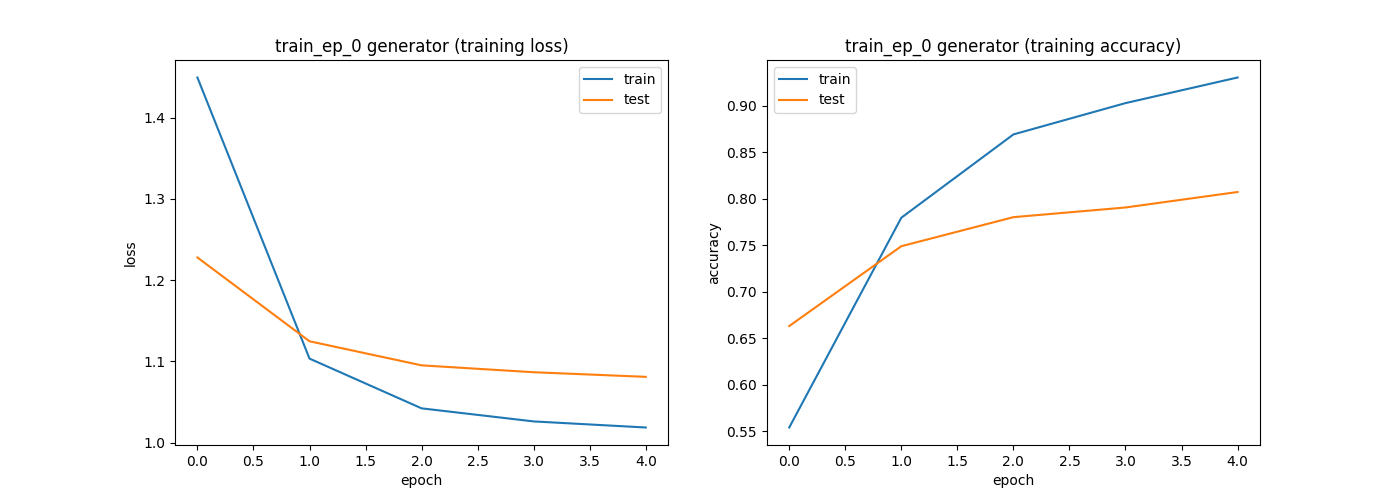 train_ep_0 generator (training loss)
train
test
1.4
1.3
1.2
1.1
1.0
loss
0.0 0.5 1.0 1.5 2.0 2.5 3.0 3.5 4.0
epoch
train_ep_0 generator (training accuracy)
train
test
0.90
0.85
0.80
0.75
0.70
0.65
0.60
0.55
accuracy
0.0 0.5 1.0 1.5 2.0 2.5 3.0 3.5 4.0
epoch